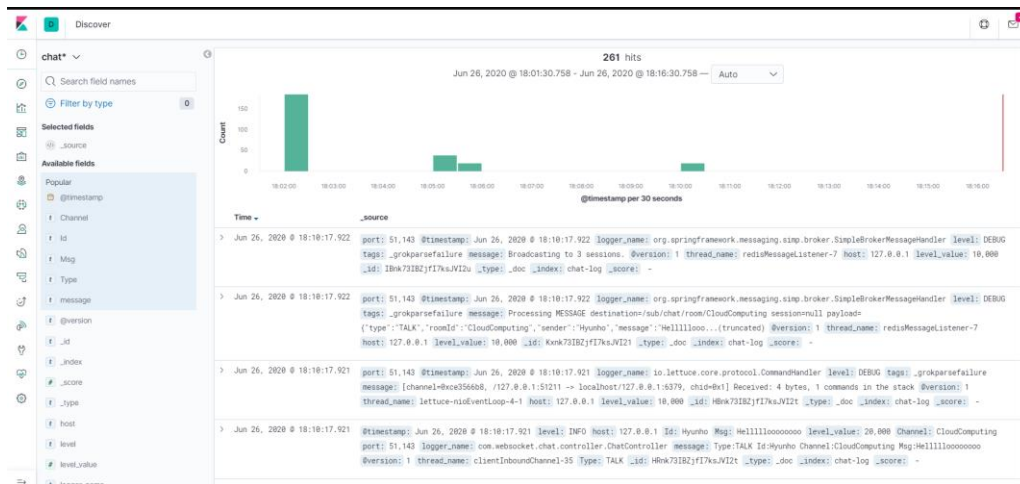 D Discover
chat*
Search field names
Filter by type 0
Selected fields
_source
Available fields
Popular
@timestamp
t Channel
t Id
t Msg
t Type
t message
t @version
t _id
t _index
# _score
t _type
t host
t level
# level_value
261 hits
Jun 26, 2020 @ 18:01:30.758 - Jun 26, 2020 @ 18:16:30.758 — Auto
Count
150
100
50
0
18:02:00 18:03:00 18:04:00 18:05:00 18:06:00 18:07:00 18:08:00 18:09:00 18:10:00 18:11:00 18:12:00 18:13:00 18:14:00 18:15:00 18:16:00
@timestamp per 30 seconds
Time _source
Jun 26, 2020 @ 18:10:17.922 port: 51,143 @timestamp: Jun 26, 2020 @ 18:10:17.922 logger_name: org.springframework.messaging.simp.broker.SimpleBrokerMessageHandler level: DEBUG
tags: _grokparsefailure message: Broadcasting to 3 sessions. @version: 1 thread_name: redisMessageListener-7 host: 127.0.0.1 level_value: 10,000
_id: IBnk73IBZjfI7ksJVI2u _type: _doc _index: chat-log _score: -
Jun 26, 2020 @ 18:10:17.922 port: 51,143 @timestamp: Jun 26, 2020 @ 18:10:17.922 logger_name: org.springframework.messaging.simp.broker.SimpleBrokerMessageHandler level: DEBUG
tags: _grokparsefailure message: Processing MESSAGE destination=/sub/chat/room/CloudComputing session=null payload=
{"type":"TALK","roomId":"CloudComputing","sender":"Hyunho","message":"Hellllloo...(truncated) @version: 1 thread_name: redisMessageListener-7
host: 127.0.0.1 level_value: 10,000 _id: Kxnk73IBZjfI7ksJVI21 _type: _doc _index: chat-log _score: -
Jun 26, 2020 @ 18:10:17.921 port: 51,143 @timestamp: Jun 26, 2020 @ 18:10:17.921 logger_name: io.lettuce.core.protocol.CommandHandler level: DEBUG tags: _grokparsefailure
message: [channel=0xce3566b8, /127.0.0.1:51211 -> localhost/127.0.0.1:6379, chid=0x1] Received: 4 bytes, 1 commands in the stack @version: 1
thread_name: lettuce-nioEventLoop-4-1 host: 127.0.0.1 level_value: 10,000 _id: HBnk73IBZjfI7ksJVI2t _type: _doc _index: chat-log _score: -
Jun 26, 2020 @ 18:10:17.921 @timestamp: Jun 26, 2020 @ 18:10:17.921 level: INFO host: 127.0.0.1 Id: Hyunho Msg: Helllllooooooo level_value: 20,000 Channel: CloudComputing
port: 51,143 logger_name: com.websocket.chat.controller.ChatController message: Type:TALK Id:Hyunho Channel:CloudComputing Msg:Helllllooooooo
@version: 1 thread_name: clientInboundChannel-35 Type: TALK _id: HRnk73IBZjfI7ksJVI2t _type: _doc _index: chat-log _score: -